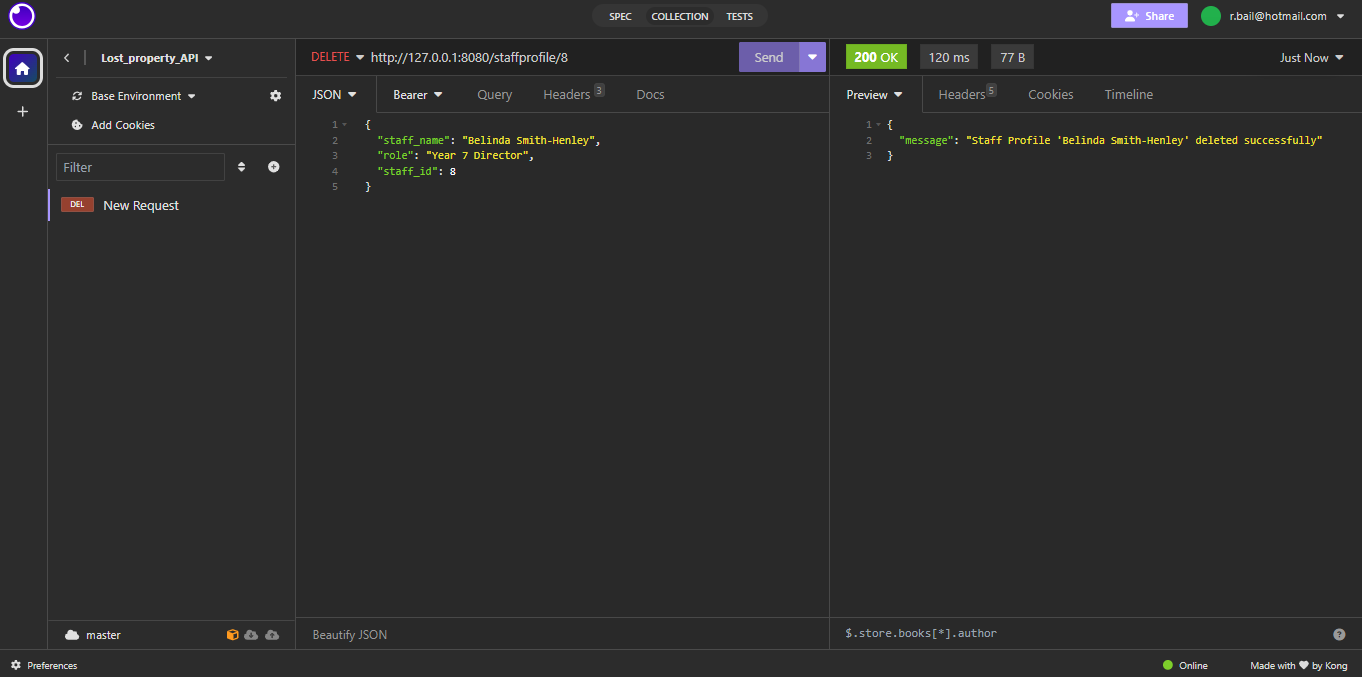 SPEC COLLECTION TESTS
Share
r.bail@hotmail.com
Lost_property_API
Base Environment
Add Cookies
Filter
DEL New Request
master
DELETE http://127.0.0.1:8080/staffprofile/8 Send
JSON Bearer Query Headers 3 Docs
1 {
2 "staff_name": "Belinda Smith-Henley",
3 "role": "Year 7 Director",
4 "staff_id": 8
5 }
Beautify JSON
200 OK 120 ms 77 B Just Now
Preview Headers 5 Cookies Timeline
1 {
2 "message": "Staff Profile 'Belinda Smith-Henley' deleted successfully"
3 }
$.store.books[*].author
Preferences
Online
Made with ♥ by Kong